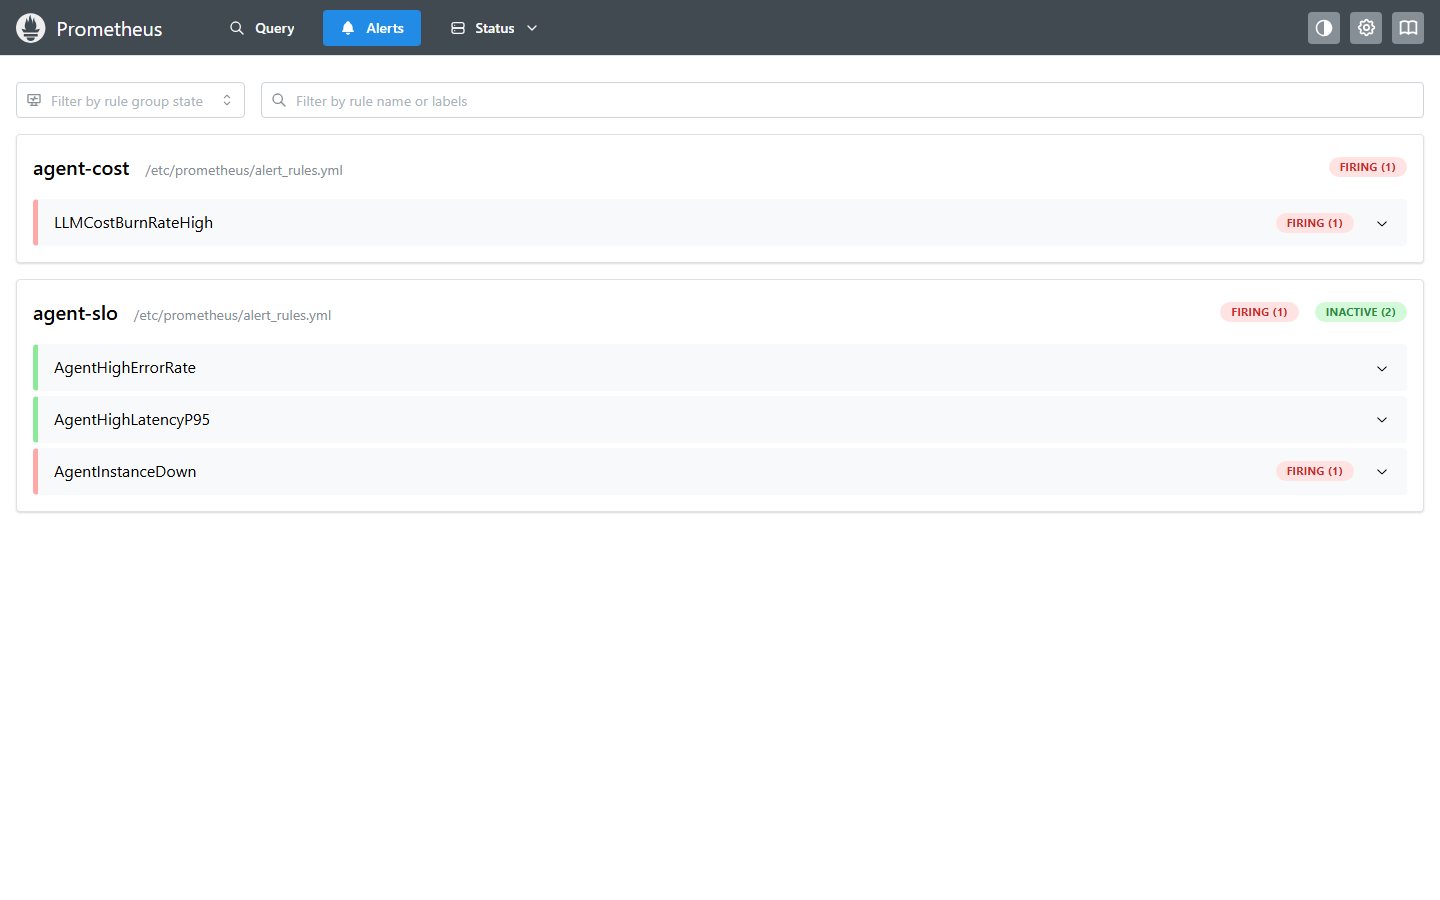 Prometheus Query Alerts Status
Filter by rule group state Filter by rule name or labels
agent-cost /etc/prometheus/alert_rules.yml FIRING (1)
LLMCostBurnRateHigh FIRING (1)
agent-slo /etc/prometheus/alert_rules.yml FIRING (1) INACTIVE (2)
AgentHighErrorRate
AgentHighLatencyP95
AgentInstanceDown FIRING (1)